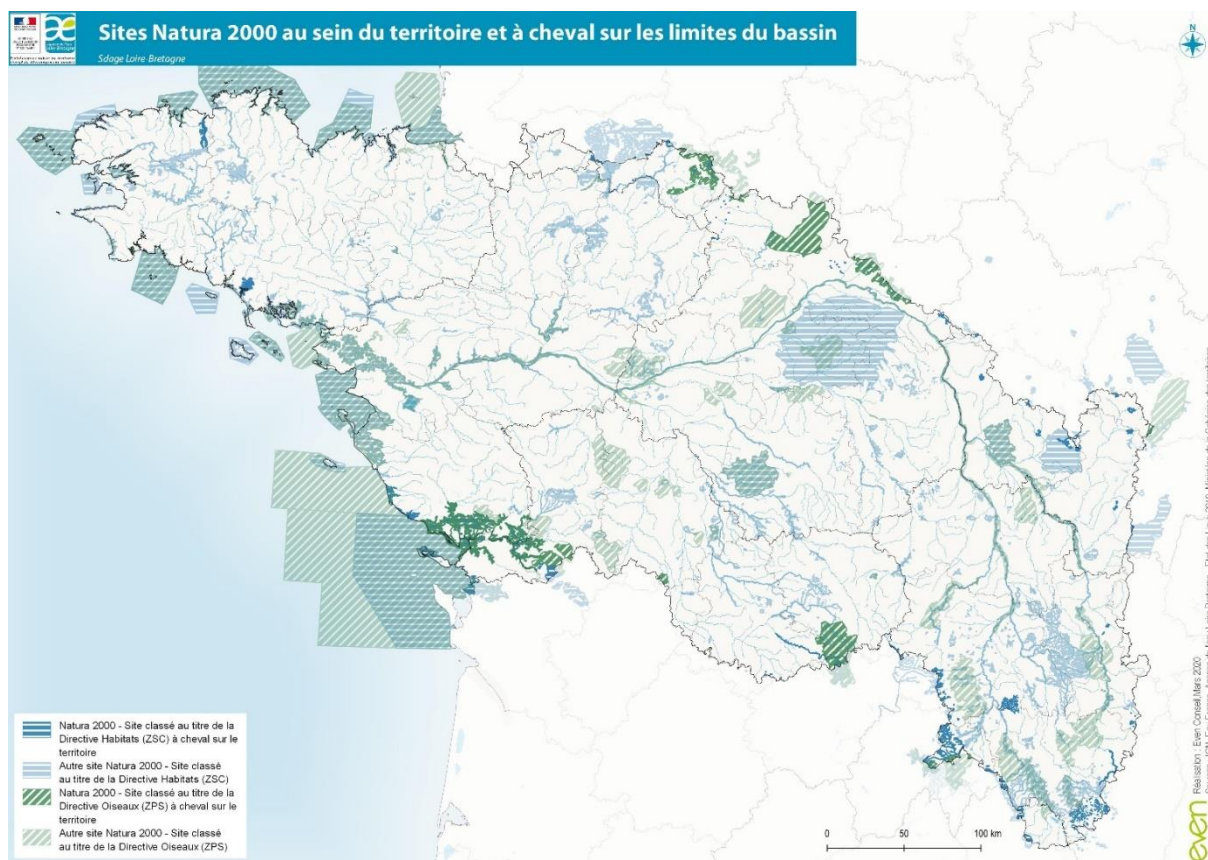 Sites Natura 2000 au sein du territoire et à cheval sur les limites du bassin
Sdage Loire-Bretagne
Natura 2000 - Site classé au titre de la
Directive Habitats (ZSC) à cheval sur le
territoire
Autre site Natura 2000 - Site classé
au titre de la Directive Habitats (ZSC)
Natura 2000 - Site classé au titre de la
Directive Oiseaux (ZPS) à cheval sur le
territoire
Autre site Natura 2000 - Site classé
au titre de la Directive Oiseaux (ZPS)
0 50 100 km
even
Réalisation : Even Conseil, Mars 2020